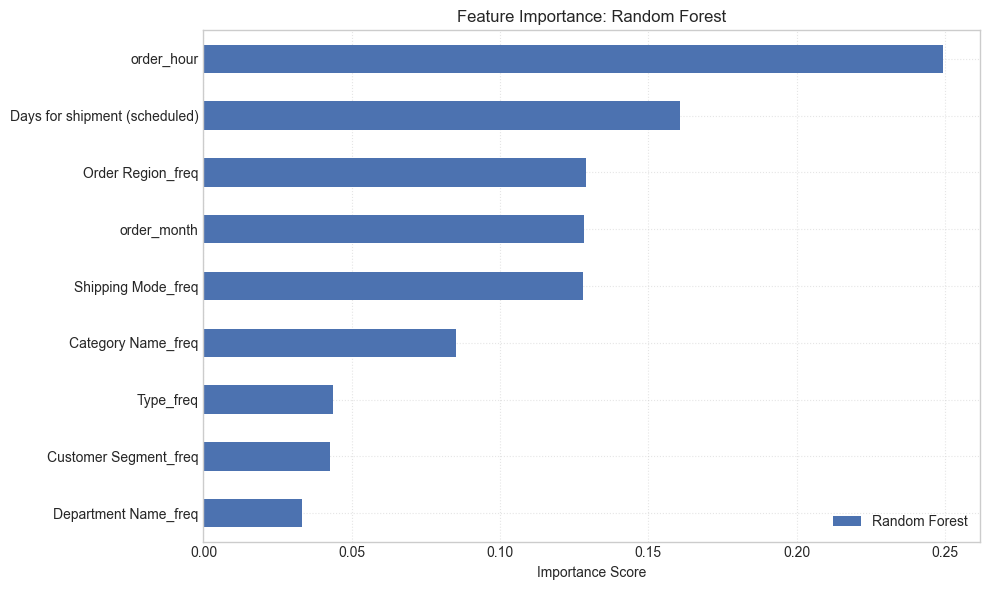 Feature Importance: Random Forest
order_hour
Days for shipment (scheduled)
Order Region_freq
order_month
Shipping Mode_freq
Category Name_freq
Type_freq
Customer Segment_freq
Department Name_freq
Random Forest
0.00 0.05 0.10 0.15 0.20 0.25
Importance Score